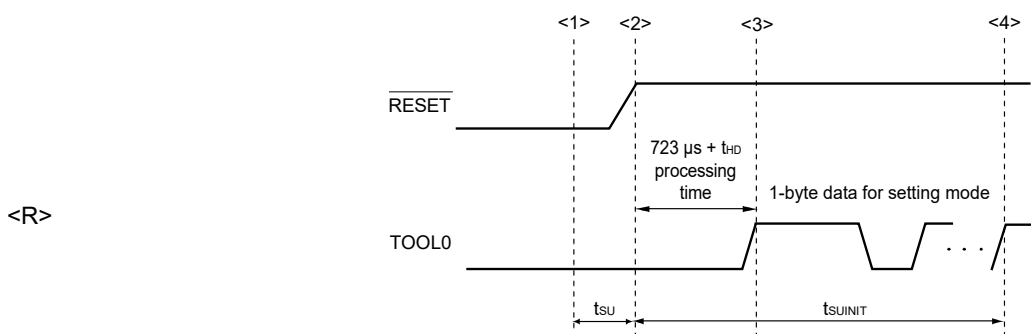 <1> <2> <3> <4>
RESET
723 µs + tHD
processing
time
1-byte data for setting mode
<R>
TOOL0
. . .
tSU
tSUINIT